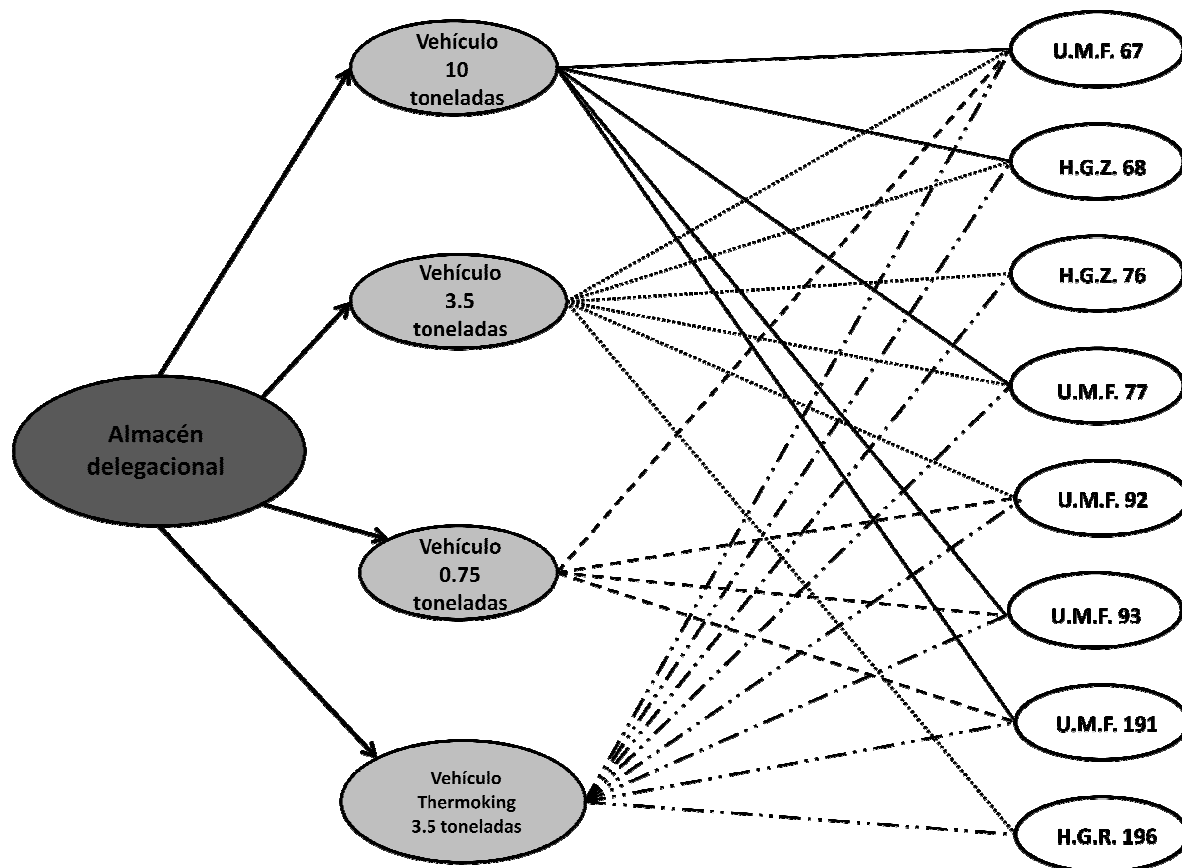 Almacén
delegacional
Vehículo
10
toneladas
Vehículo
3.5
toneladas
Vehículo
0.75
toneladas
Vehículo
Thermoking
3.5 toneladas
U.M.F. 67
H.G.Z. 68
H.G.Z. 76
U.M.F. 77
U.M.F. 92
U.M.F. 93
U.M.F. 191
H.G.R. 196